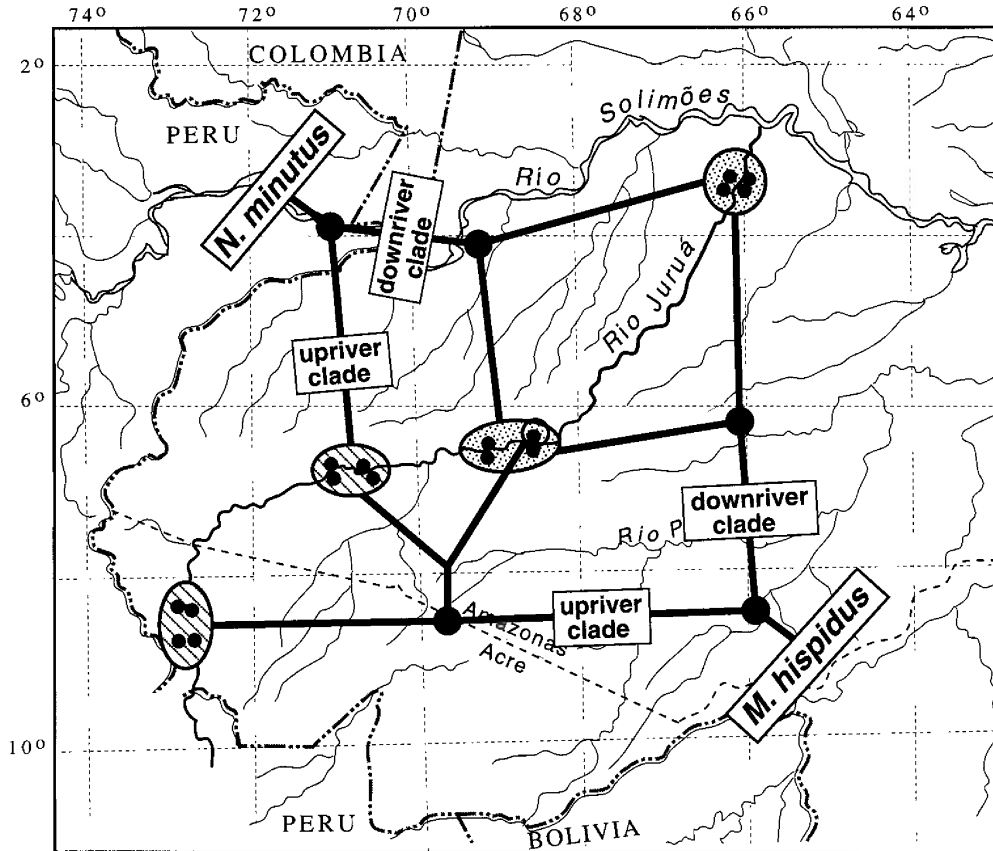 74° 72° 70° 68° 66° 64°
2°
COLOMBIA
PERU
Solimões
Rio
N. minutus
downriver
clade
Rio Juruá
upriver
clade
6°
downriver
clade
Rio P
upriver
clade
Amazonas
Acre
M. hispidus
10°
PERU
BOLIVIA